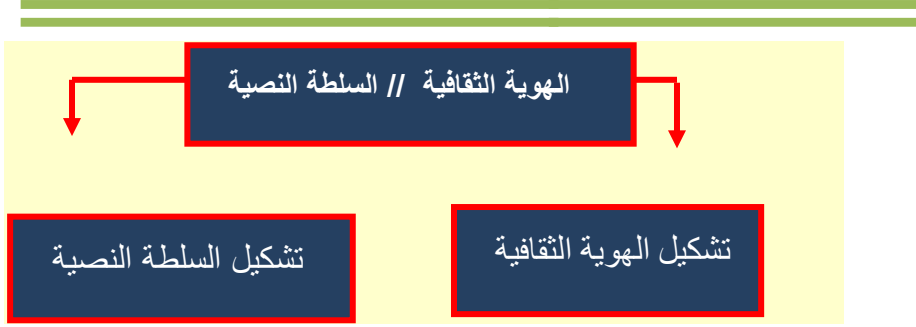 الهوية الثقافية // السلطة النصية
تشكيل الهوية الثقافية
تشكيل السلطة النصية